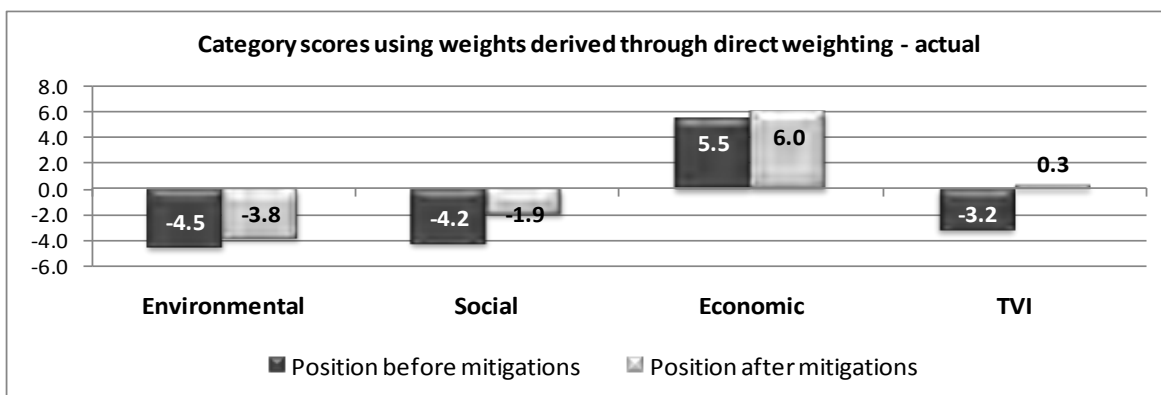 Category scores using weights derived through direct weighting - actual
8.0
6.0
4.0
2.0
0.0
-2.0
-4.0
-6.0
-4.5
-3.8
-4.2
-1.9
5.5
6.0
-3.2
0.3
Environmental
Social
Economic
TVI
Position before mitigations
Position after mitigations